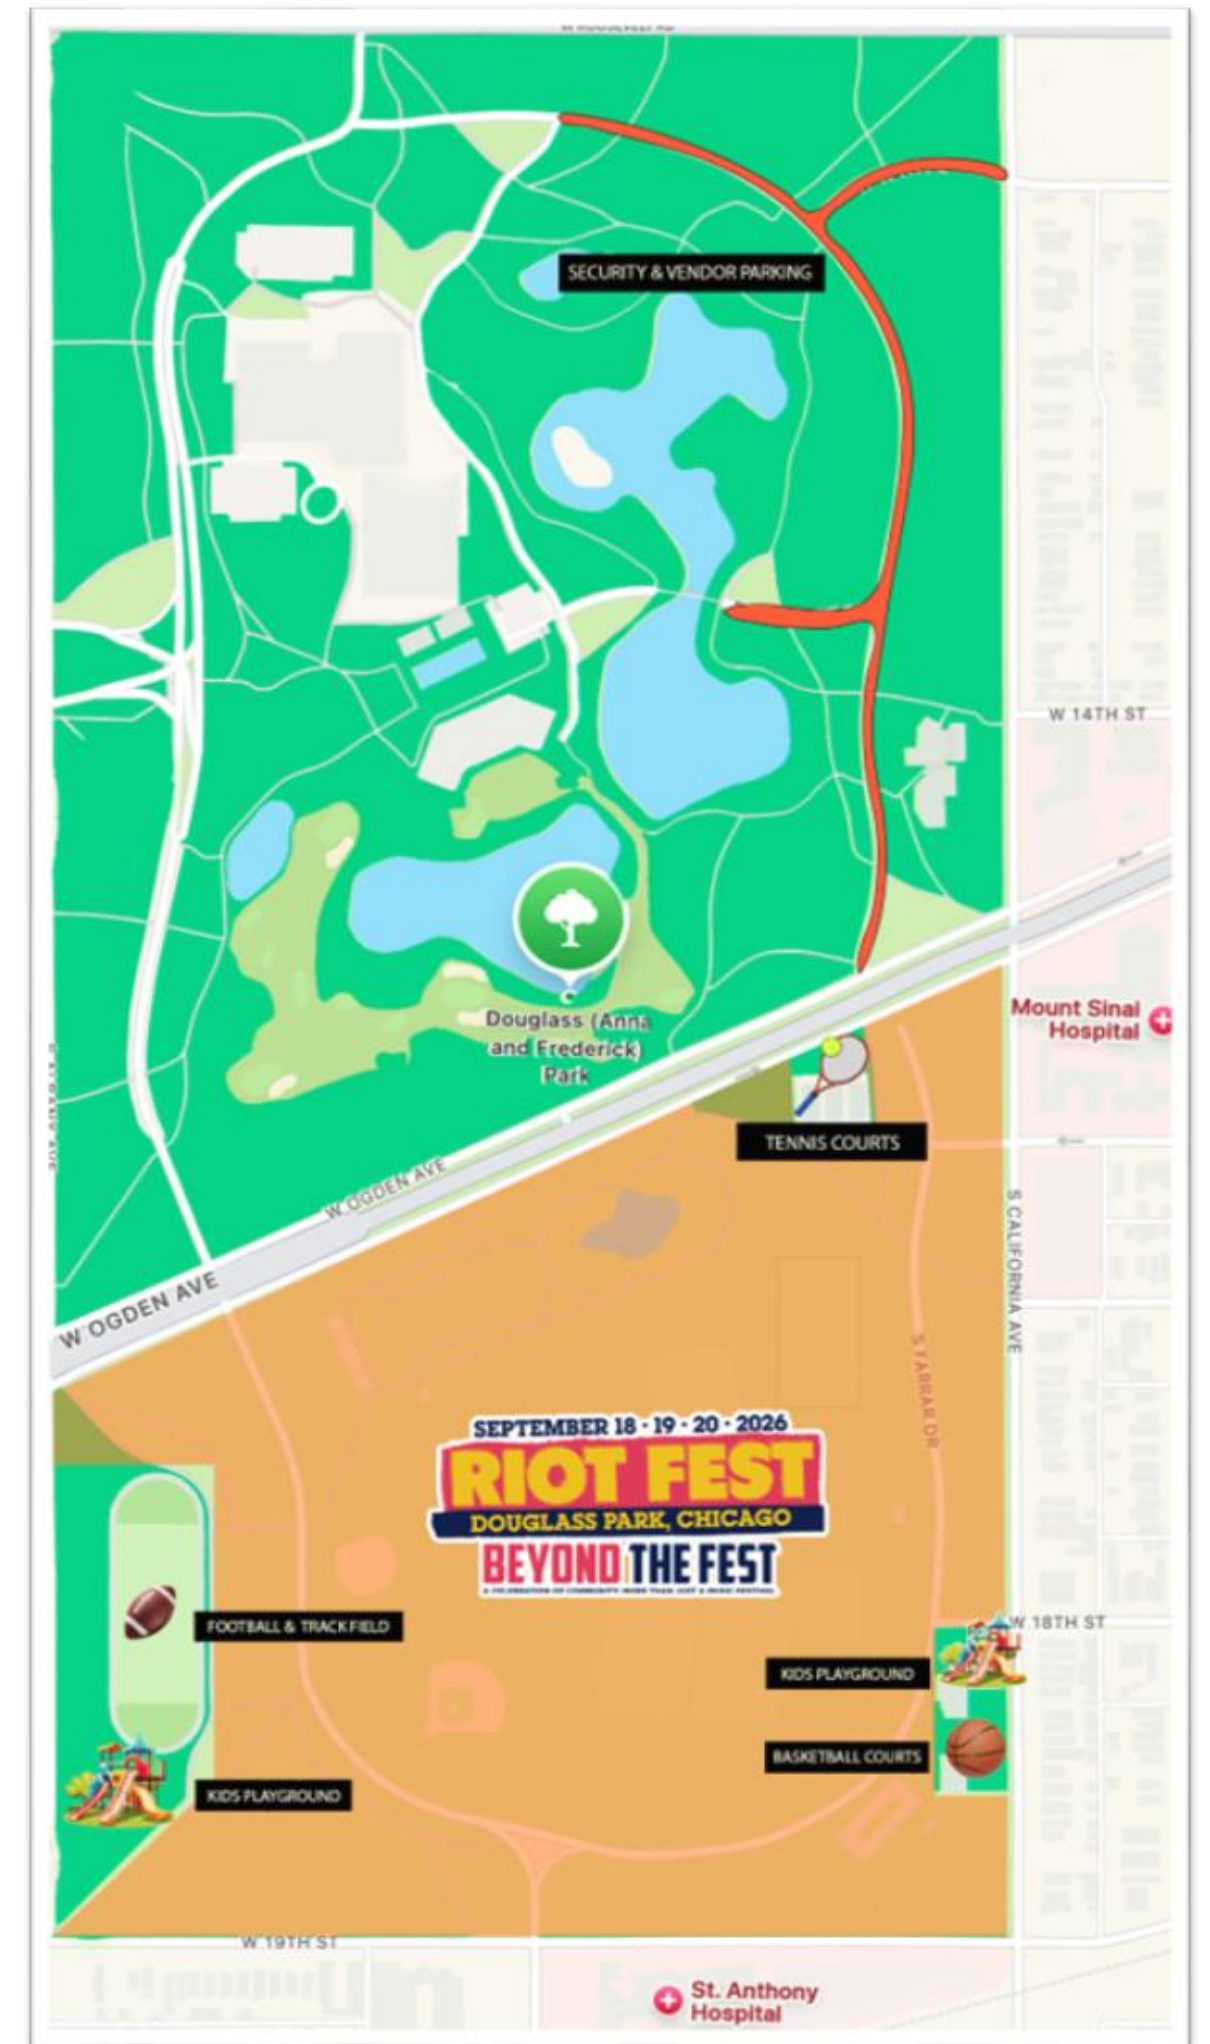 SECURITY & VENDOR PARKING
W 14TH ST
Mount Sinai
Hospital
Douglass (Anna
and Frederick)
Park
TENNIS COURTS
W OGDEN AVE
W OGDEN AVE
S CALIFORNIA AVE
S FARRAR DR
SEPTEMBER 18 · 19 · 20 · 2026
RIOT FEST
DOUGLASS PARK, CHICAGO
BEYOND THE FEST
FOOTBALL & TRACK FIELD
W 18TH ST
KIDS PLAYGROUND
BASKETBALL COURTS
KIDS PLAYGROUND
W 19TH ST
St. Anthony
Hospital